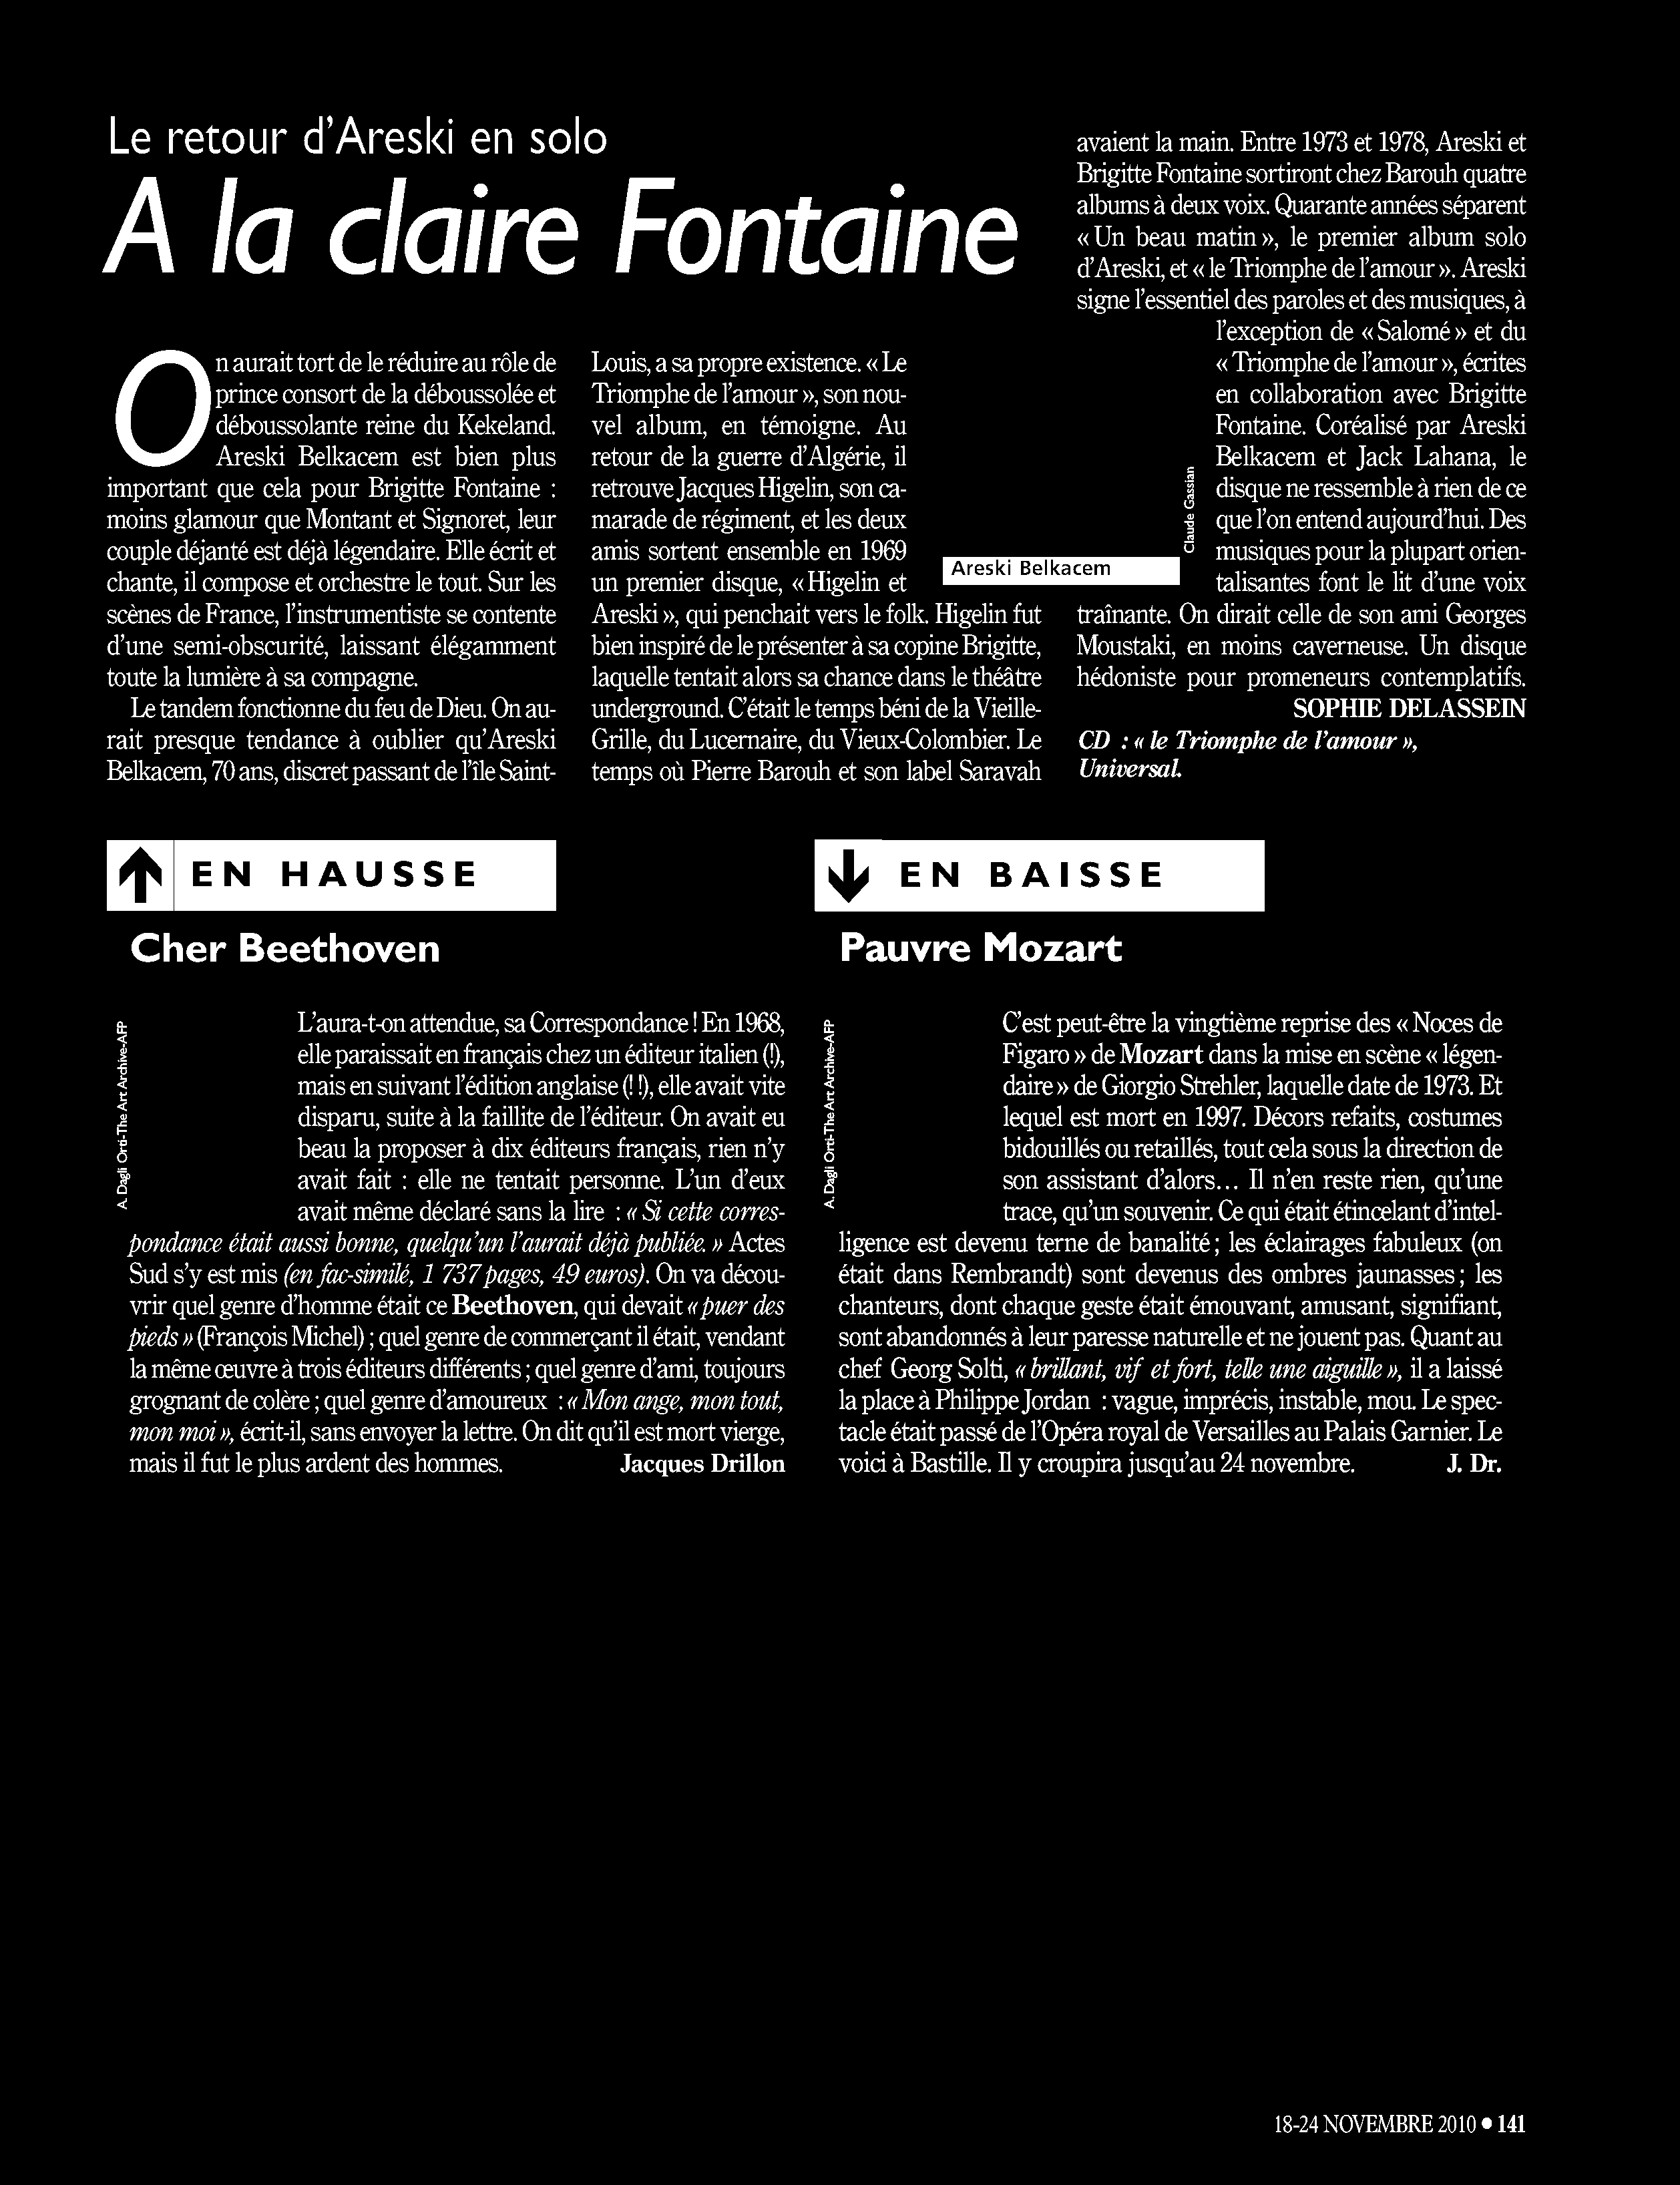 Le retour d’Areski en solo
A la claire Fontaine
On aurait tort de le réduire au rôle de
prince consort de la déboussolée et
déboussolante reine du Kekeland.
Areski Belkacem est bien plus
important que cela pour Brigitte Fontaine :
moins glamour que Montant et Signoret, leur
couple déjanté est déjà légendaire. Elle écrit et
chante, il compose et orchestre le tout. Sur les
scènes de France, l’instrumentiste se contente
d’une semi-obscurité, laissant élégamment
toute la lumière à sa compagne.
Le tandem fonctionne du feu de Dieu. On au-
rait presque tendance à oublier qu’Areski
Belkacem, 70 ans, discret passant de l’île Saint-
Louis, a sa propre existence. « Le
Triomphe de l’amour », son nou-
vel album, en témoigne. Au
retour de la guerre d’Algérie, il
retrouve Jacques Higelin, son ca-
marade de régiment, et les deux
amis sortent ensemble en 1969
un premier disque, « Higelin et
Areski », qui penchait vers le folk. Higelin fut
bien inspiré de le présenter à sa copine Brigitte,
laquelle tentait alors sa chance dans le théâtre
underground. C’était le temps béni de la Vieille-
Grille, du Lucernaire, du Vieux-Colombier. Le
temps où Pierre Barouh et son label Saravah
avaient la main. Entre 1973 et 1978, Areski et
Brigitte Fontaine sortiront chez Barouh quatre
albums à deux voix. Quarante années séparent
« Un beau matin », le premier album solo
d’Areski, et « le Triomphe de l’amour ». Areski
signe l’essentiel des paroles et des musiques, à
l’exception de « Salomé » et du
« Triomphe de l’amour », écrites
en collaboration avec Brigitte
Fontaine. Coréalisé par Areski
Belkacem et Jack Lahana, le
disque ne ressemble à rien de ce
que l’on entend aujourd’hui. Des
musiques pour la plupart orien-
talisantes font le lit d’une voix
traînante. On dirait celle de son ami Georges
Moustaki, en moins caverneuse. Un disque
hédoniste pour promeneurs contemplatifs.
SOPHIE DELASSEIN
CD : « le Triomphe de l’amour »,
Universal.
Claude Gassian
Areski Belkacem
EN HAUSSE
Cher Beethoven
A. Dagli Orti-The Art Archive-AFP
L’aura-t-on attendue, sa Correspondance ! En 1968,
elle paraissait en français chez un éditeur italien (!),
mais en suivant l’édition anglaise (! !), elle avait vite
disparu, suite à la faillite de l’éditeur. On avait eu
beau la proposer à dix éditeurs français, rien n’y
avait fait : elle ne tentait personne. L’un d’eux
avait même déclaré sans la lire : « Si cette corres-
pondance était aussi bonne, quelqu’un l’aurait déjà publiée. » Actes
Sud s’y est mis (en fac-similé, 1 737 pages, 49 euros). On va décou-
vrir quel genre d’homme était ce Beethoven, qui devait « puer des
pieds » (François Michel) ; quel genre de commerçant il était, vendant
la même œuvre à trois éditeurs différents ; quel genre d’ami, toujours
grognant de colère ; quel genre d’amoureux : « Mon ange, mon tout,
mon moi », écrit-il, sans envoyer la lettre. On dit qu’il est mort vierge,
mais il fut le plus ardent des hommes. Jacques Drillon
EN BAISSE
Pauvre Mozart
A. Dagli Orti-The Art Archive-AFP
C’est peut-être la vingtième reprise des « Noces de
Figaro » de Mozart dans la mise en scène « légen-
daire » de Giorgio Strehler, laquelle date de 1973. Et
lequel est mort en 1997. Décors refaits, costumes
bidouillés ou retaillés, tout cela sous la direction de
son assistant d’alors… Il n’en reste rien, qu’une
trace, qu’un souvenir. Ce qui était étincelant d’intel-
ligence est devenu terne de banalité ; les éclairages fabuleux (on
était dans Rembrandt) sont devenus des ombres jaunasses ; les
chanteurs, dont chaque geste était émouvant, amusant, signifiant,
sont abandonnés à leur paresse naturelle et ne jouent pas. Quant au
chef Georg Solti, « brillant, vif et fort, telle une aiguille », il a laissé
la place à Philippe Jordan : vague, imprécis, instable, mou. Le spec-
tacle était passé de l’Opéra royal de Versailles au Palais Garnier. Le
voici à Bastille. Il y croupira jusqu’au 24 novembre. J. Dr.
18-24 NOVEMBRE 2010 ● 141